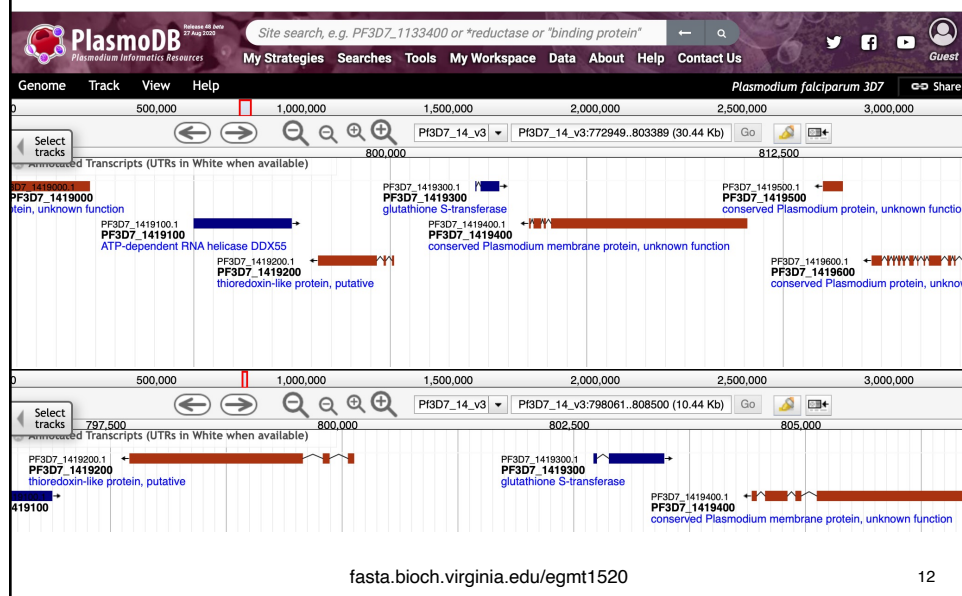 PlasmoDB
Release 48 beta
27 Aug 2020
Plasmodium Informatics Resources
Site search, e.g. PF3D7_1133400 or *reductase or "binding protein"
My Strategies Searches Tools My Workspace Data About Help Contact Us
Guest
Genome Track View Help
Plasmodium falciparum 3D7
Share
500,000 1,000,000 1,500,000 2,000,000 2,500,000 3,000,000
Select tracks
Pf3D7_14_v3
Pf3D7_14_v3:772949..803389 (30.44 Kb)
Go
800,000 812,500
Annotated Transcripts (UTRs in White when available)
PF3D7_1419000
tein, unknown function
PF3D7_1419100.1
PF3D7_1419100
ATP-dependent RNA helicase DDX55
PF3D7_1419200.1
PF3D7_1419200
thioredoxin-like protein, putative
PF3D7_1419300.1
PF3D7_1419300
glutathione S-transferase
PF3D7_1419400.1
PF3D7_1419400
conserved Plasmodium membrane protein, unknown function
PF3D7_1419500.1
PF3D7_1419500
conserved Plasmodium protein, unknown functio
PF3D7_1419600.1
PF3D7_1419600
conserved Plasmodium protein, unkno
500,000 1,000,000 1,500,000 2,000,000 2,500,000 3,000,000
Select tracks
Pf3D7_14_v3
Pf3D7_14_v3:798061..808500 (10.44 Kb)
Go
797,500 800,000 802,500 805,000
Annotated Transcripts (UTRs in White when available)
PF3D7_1419200.1
PF3D7_1419200
thioredoxin-like protein, putative
419100
PF3D7_1419300.1
PF3D7_1419300
glutathione S-transferase
PF3D7_1419400.1
PF3D7_1419400
conserved Plasmodium membrane protein, unknown function
fasta.bioch.virginia.edu/egmt1520
12